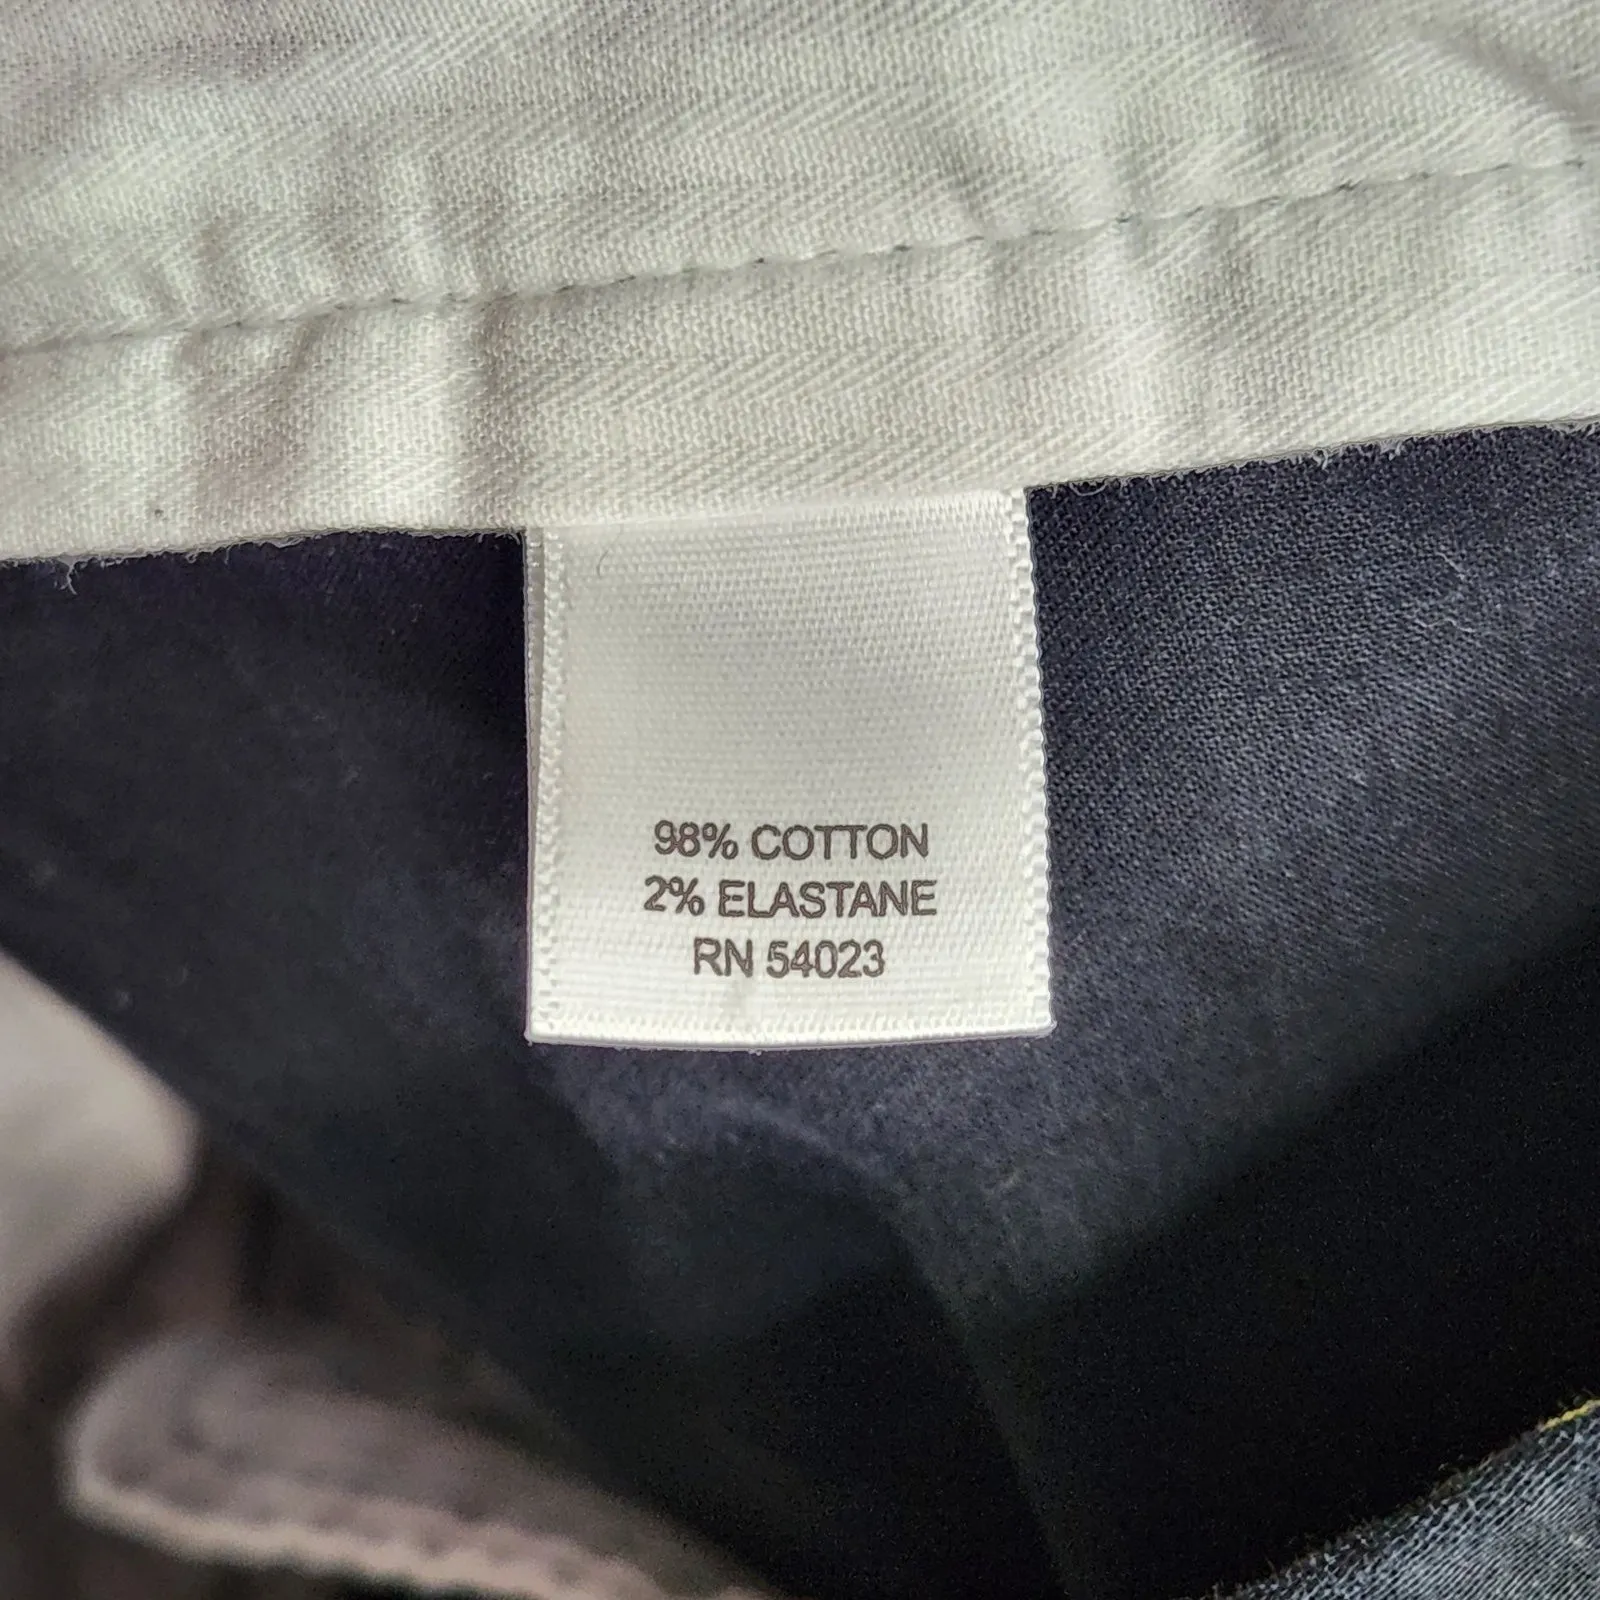 98% COTTON
2% ELASTANE
RN 54023